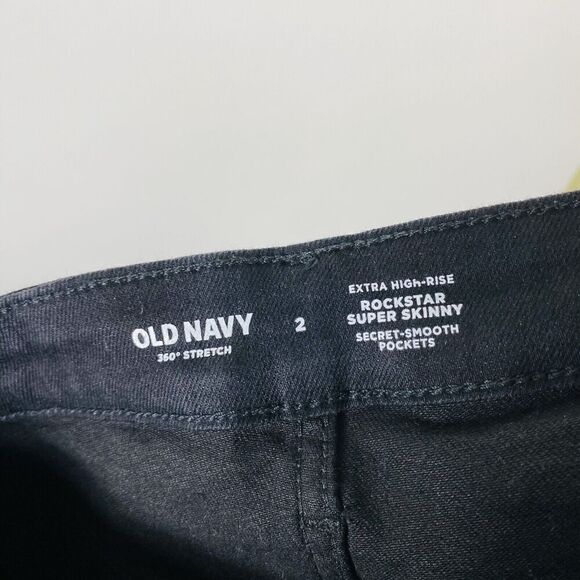 OLD NAVY
360° STRETCH
2
EXTRA HIGH-RISE
ROCKSTAR
SUPER SKINNY
SECRET-SMOOTH
POCKETS